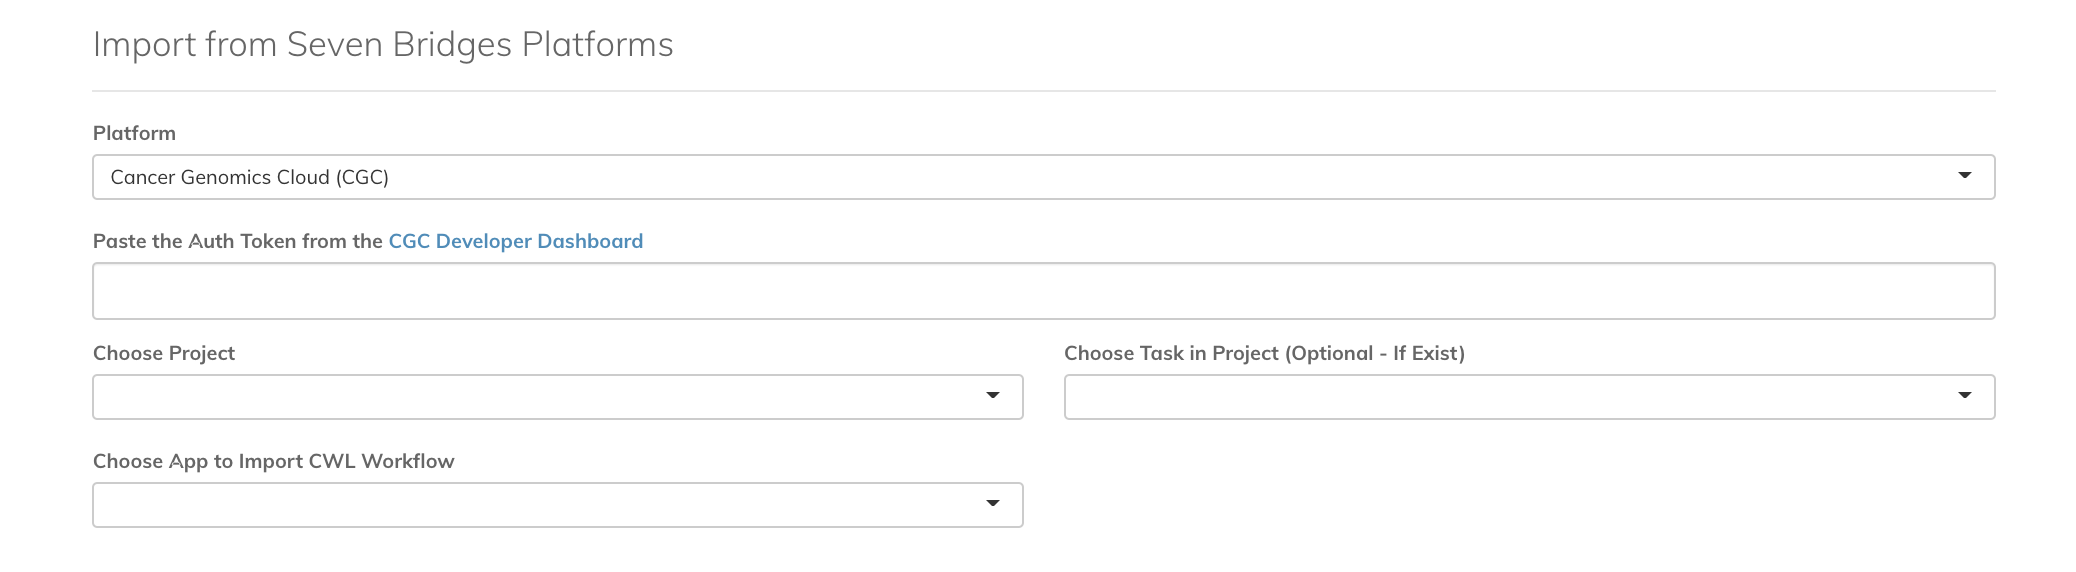 Import from Seven Bridges Platforms
Platform
Cancer Genomics Cloud (CGC)
Paste the Auth Token from the CGC Developer Dashboard
Choose Project
Choose Task in Project (Optional - If Exist)
Choose App to Import CWL Workflow